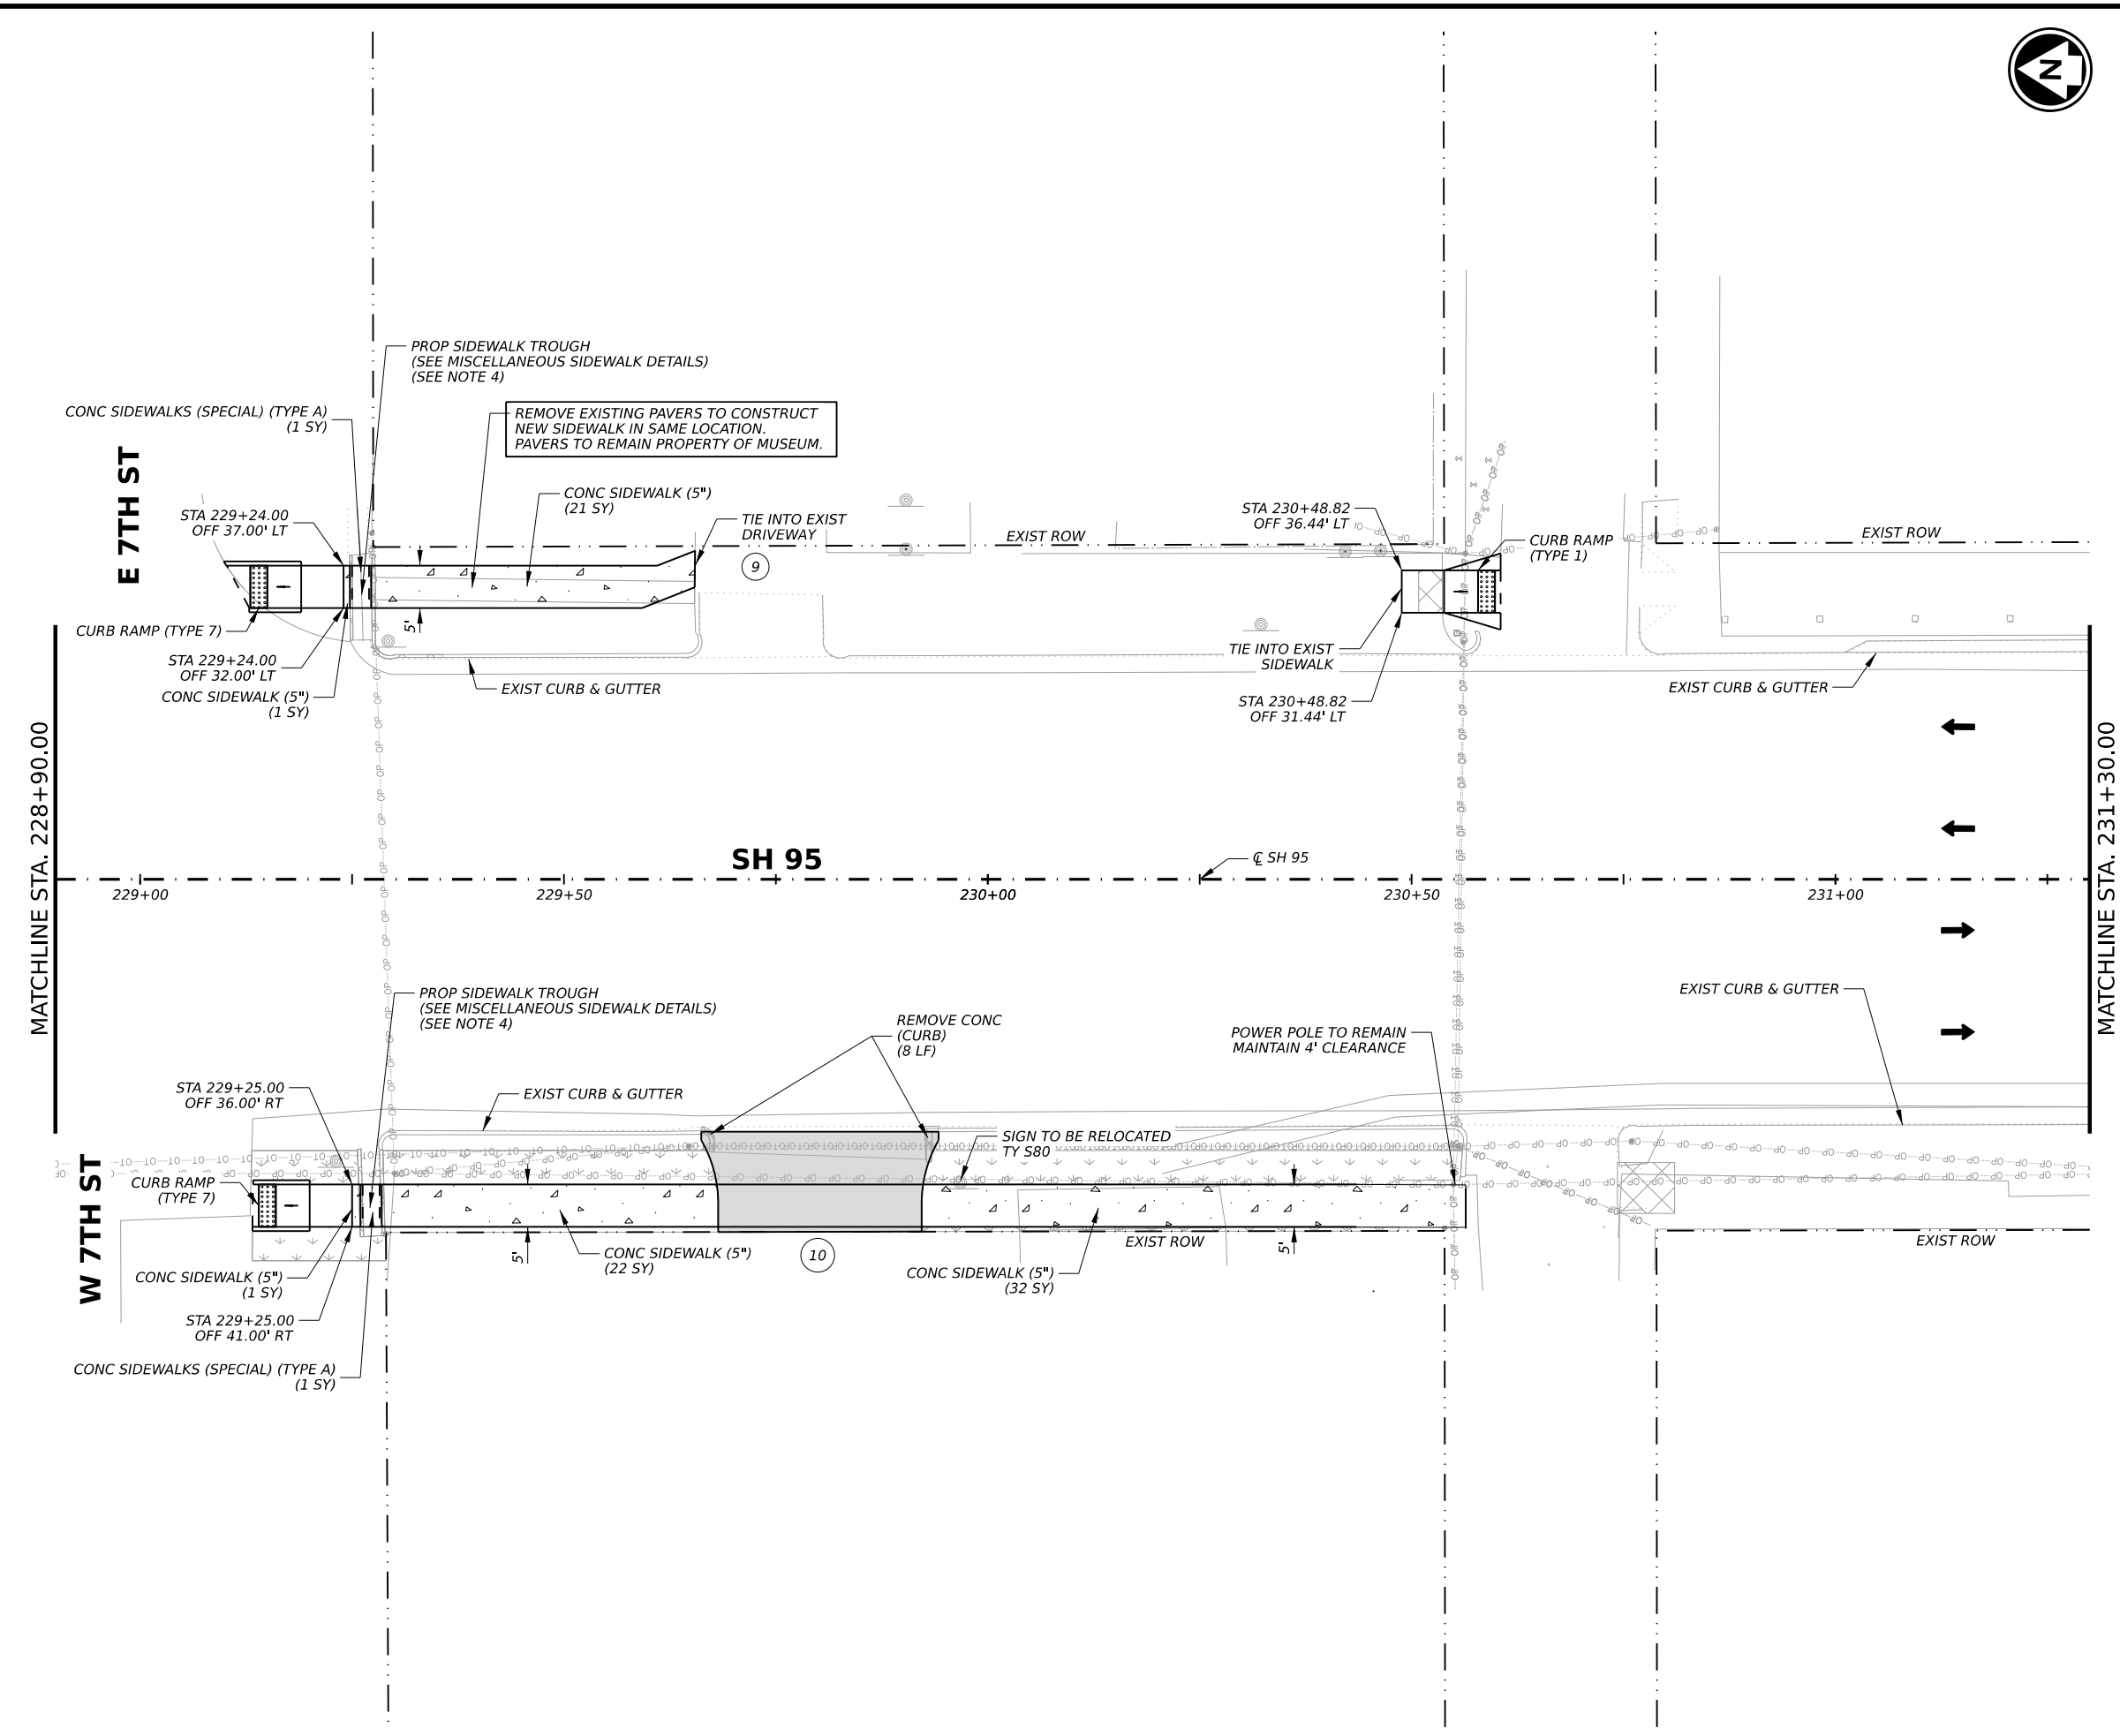 N
PROP SIDEWALK TROUGH
(SEE MISCELLANEOUS SIDEWALK DETAILS)
(SEE NOTE 4)
CONC SIDEWALKS (SPECIAL) (TYPE A)
(1 SY)
REMOVE EXISTING PAVERS TO CONSTRUCT
NEW SIDEWALK IN SAME LOCATION.
PAVERS TO REMAIN PROPERTY OF MUSEUM.
E 7TH ST
CONC SIDEWALK (5")
(21 SY)
STA 229+24.00
OFF 37.00' LT
TIE INTO EXIST
DRIVEWAY
9
EXIST ROW
STA 230+48.82
OFF 36.44' LT
CURB RAMP
(TYPE 1)
EXIST ROW
CURB RAMP (TYPE 7)
5'
STA 229+24.00
OFF 32.00' LT
CONC SIDEWALK (5")
(1 SY)
EXIST CURB & GUTTER
TIE INTO EXIST
SIDEWALK
STA 230+48.82
OFF 31.44' LT
EXIST CURB & GUTTER
MATCHLINE STA. 228+90.00
MATCHLINE STA. 231+30.00
SH 95
℄ SH 95
229+00
229+50
230+00
230+50
231+00
PROP SIDEWALK TROUGH
(SEE MISCELLANEOUS SIDEWALK DETAILS)
(SEE NOTE 4)
REMOVE CONC
(CURB)
(8 LF)
POWER POLE TO REMAIN
MAINTAIN 4' CLEARANCE
EXIST CURB & GUTTER
STA 229+25.00
OFF 36.00' RT
EXIST CURB & GUTTER
SIGN TO BE RELOCATED
TY S80
W 7TH ST
CURB RAMP
(TYPE 7)
5'
CONC SIDEWALK (5")
(22 SY)
10
EXIST ROW
5'
EXIST ROW
CONC SIDEWALK (5")
(32 SY)
CONC SIDEWALK (5")
(1 SY)
STA 229+25.00
OFF 41.00' RT
CONC SIDEWALKS (SPECIAL) (TYPE A)
(1 SY)